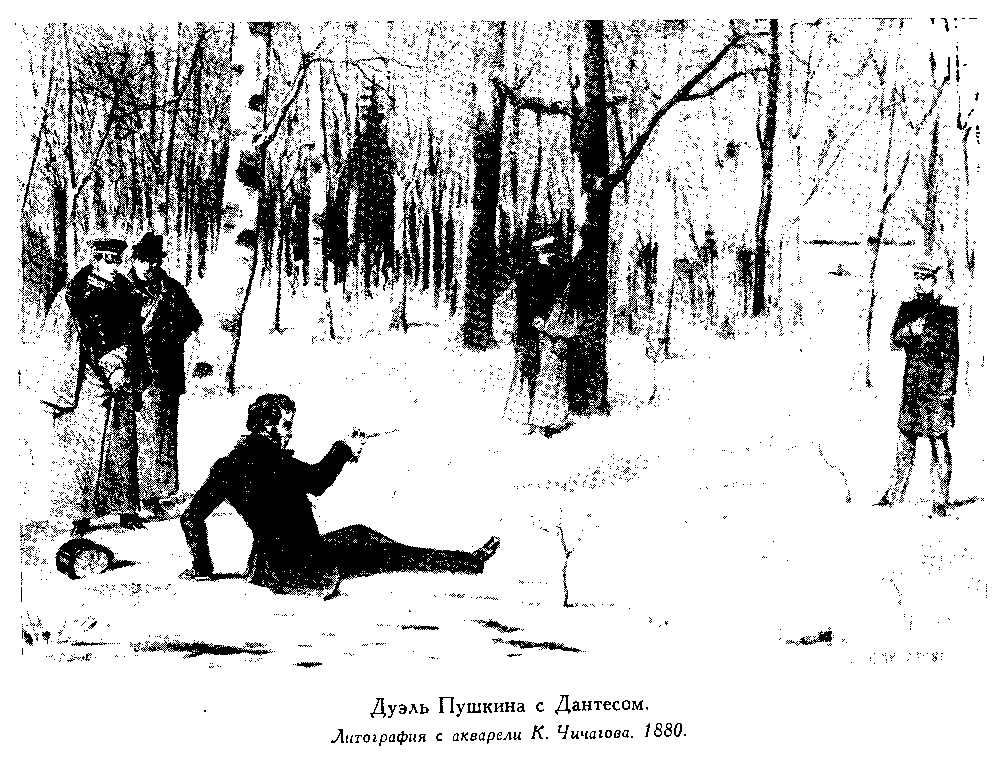 Дуэль Пушкина с Дантесом.
Литография с акварели К. Чичагова. 1880.